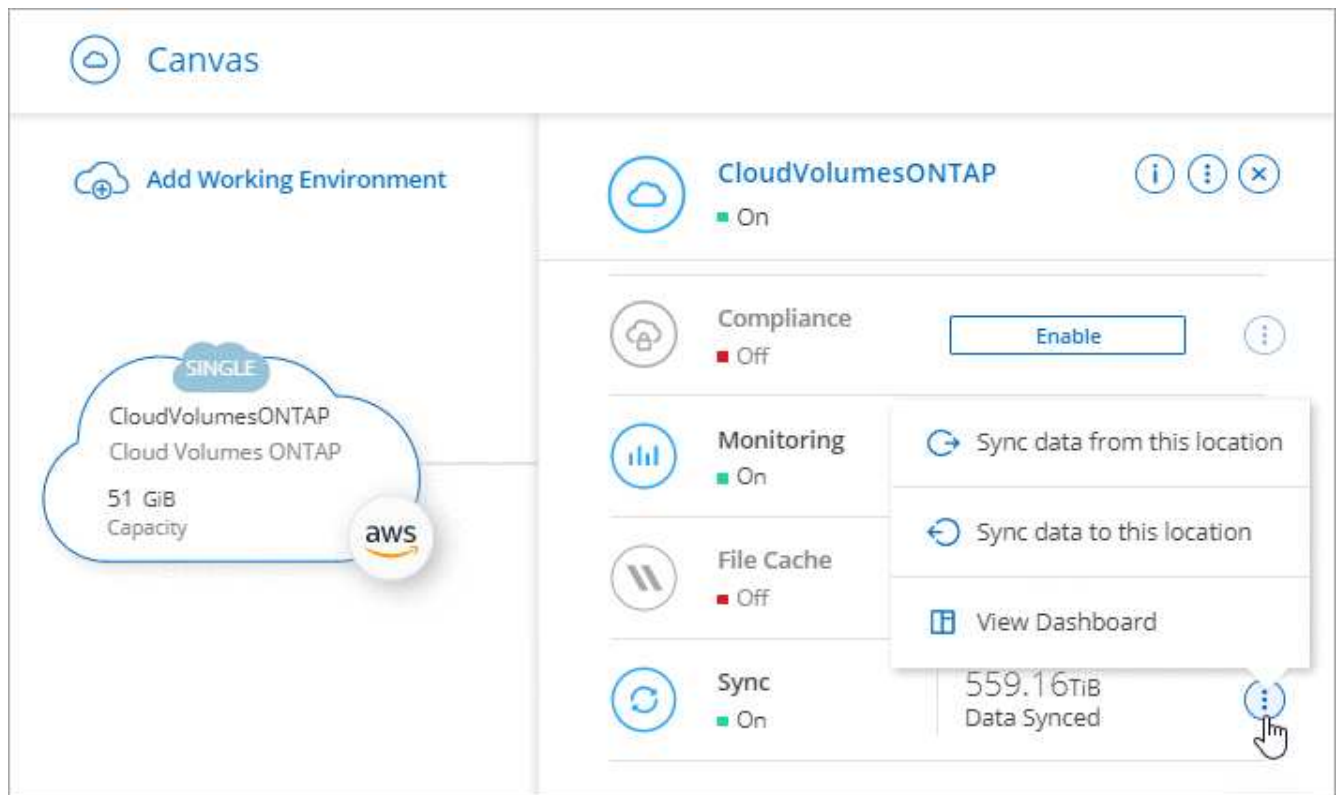 Canvas
Add Working Environment
SINGLE
CloudVolumesONTAP
Cloud Volumes ONTAP
51 GiB
Capacity
aws
CloudVolumesONTAP
On
Compliance
Off
Enable
Monitoring
On
File Cache
Off
Sync
On
559.16TiB
Data Synced
Sync data from this location
Sync data to this location
View Dashboard